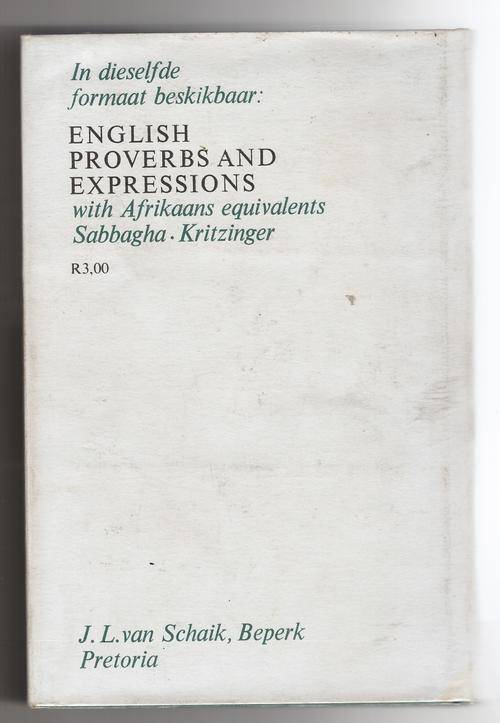 In dieselfde
formaat beskikbaar:
ENGLISH
PROVERBS AND
EXPRESSIONS
with Afrikaans equivalents
Sabbagha · Kritzinger
R3,00
J. L. van Schaik, Beperk
Pretoria